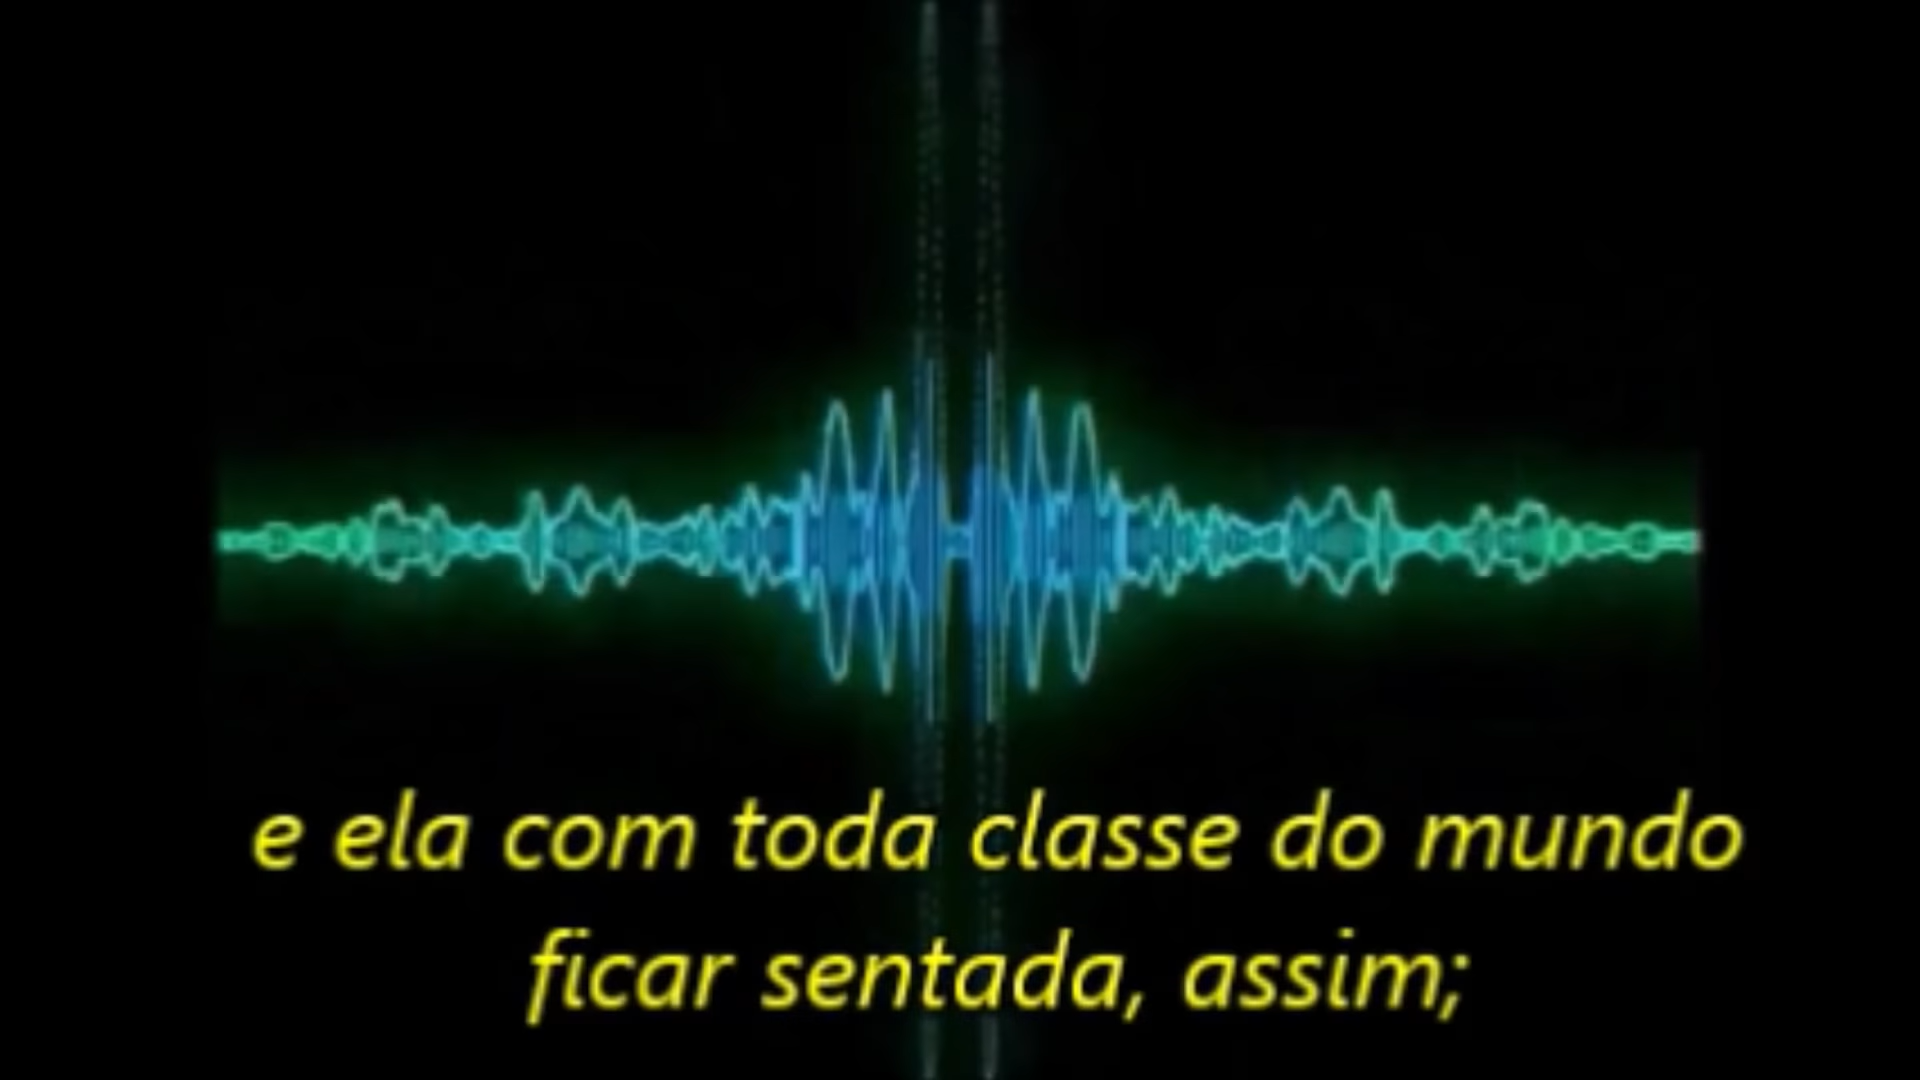 e ela com toda classe do mundo
ficar sentada, assim;